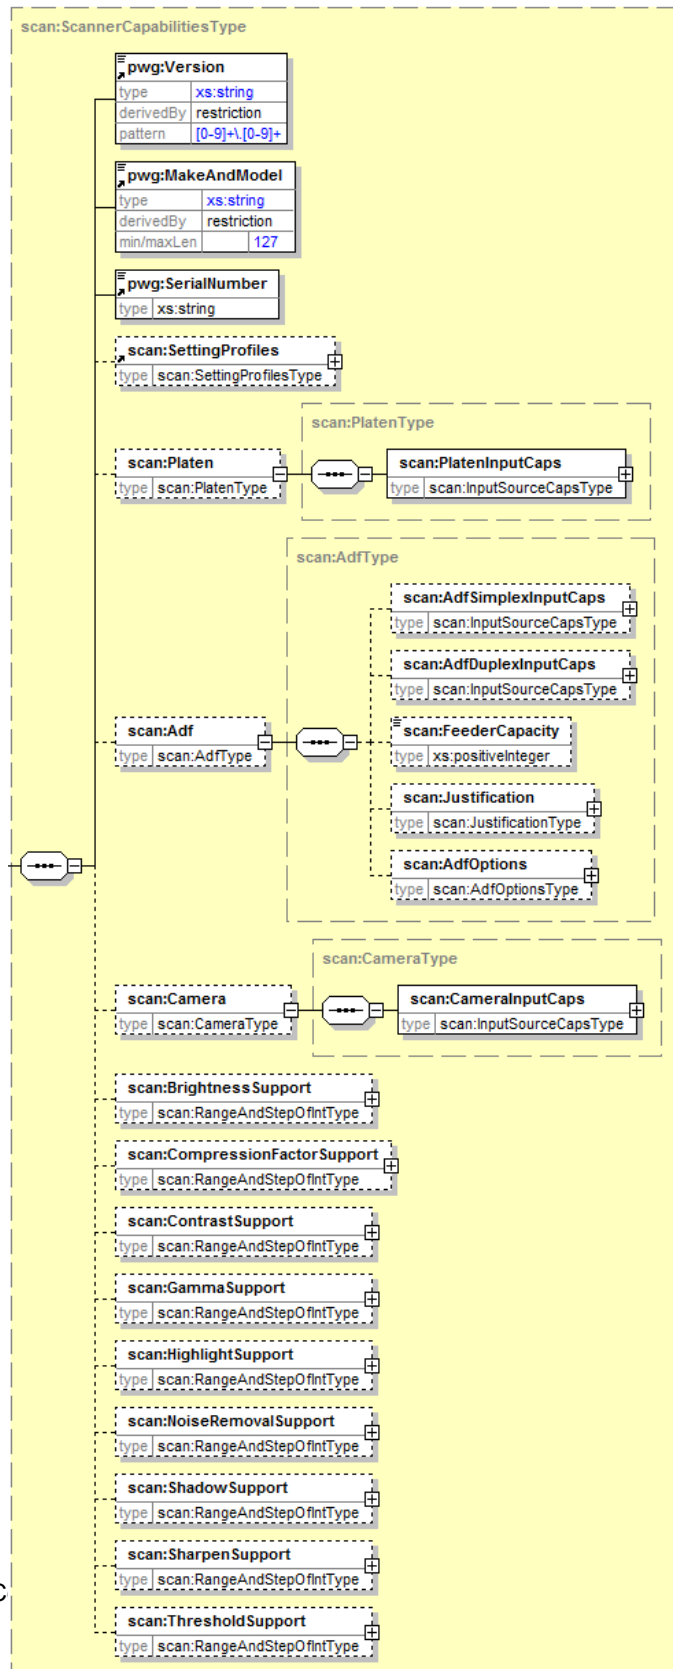 scan:ScannerCapabilitiesType
pwg:Version
type xs:string
derivedBy restriction
pattern [0-9]+\.[0-9]+
pwg:MakeAndModel
type xs:string
derivedBy restriction
min/maxLen 127
pwg:SerialNumber
type xs:string
scan:SettingProfiles
type scan:SettingProfilesType
scan:PlatenType
scan:Platen
type scan:PlatenType
scan:PlatenInputCaps
type scan:InputSourceCapsType
scan:AdfType
scan:AdfSimplexInputCaps
type scan:InputSourceCapsType
scan:AdfDuplexInputCaps
type scan:InputSourceCapsType
scan:Adf
type scan:AdfType
scan:FeederCapacity
type xs:positiveInteger
scan:Justification
type scan:JustificationType
scan:AdfOptions
type scan:AdfOptionsType
scan:CameraType
scan:Camera
type scan:CameraType
scan:CameraInputCaps
type scan:InputSourceCapsType
scan:BrightnessSupport
type scan:RangeAndStepOfIntType
scan:CompressionFactorSupport
type scan:RangeAndStepOfIntType
scan:ContrastSupport
type scan:RangeAndStepOfIntType
scan:GammaSupport
type scan:RangeAndStepOfIntType
scan:HighlightSupport
type scan:RangeAndStepOfIntType
scan:NoiseRemovalSupport
type scan:RangeAndStepOfIntType
scan:ShadowSupport
type scan:RangeAndStepOfIntType
scan:SharpenSupport
type scan:RangeAndStepOfIntType
scan:ThresholdSupport
type scan:RangeAndStepOfIntType